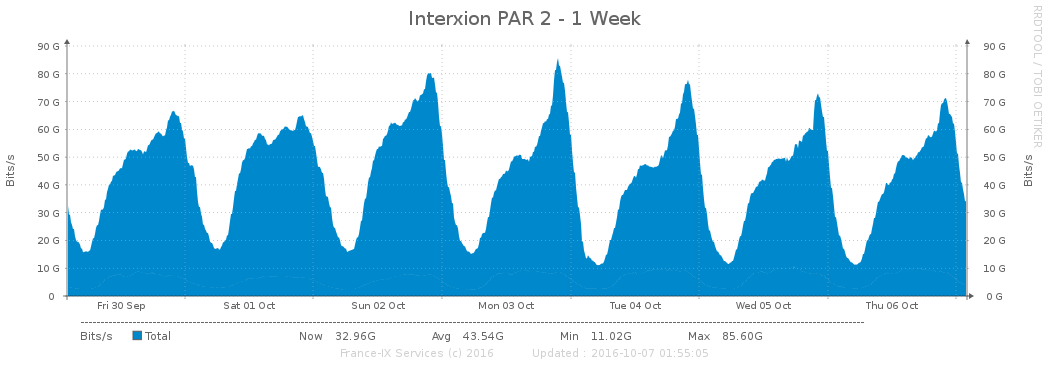 Interxion PAR 2 - 1 Week
RRDTOOL / TOBI OETIKER
90 G 90 G
80 G 80 G
70 G 70 G
60 G 60 G
50 G 50 G
40 G 40 G
30 G 30 G
20 G 20 G
10 G 10 G
0 0 G
Bits/s
Bits/s
Fri 30 Sep Sat 01 Oct Sun 02 Oct Mon 03 Oct Tue 04 Oct Wed 05 Oct Thu 06 Oct
Bits/s Total Now 32.96G Avg 43.54G Min 11.02G Max 85.60G
France-IX Services (c) 2016 Updated : 2016-10-07 01:55:05